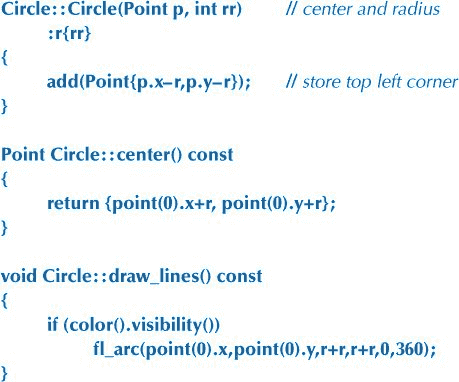 Circle::Circle(Point p, int rr)	// center and radius
	:r{rr}
{
	add(Point{p.x−r,p.y−r});	// store top left corner
}

Point Circle::center() const
{
	return {point(0).x+r, point(0).y+r};
}

void Circle::draw_lines() const
{
	if (color().visibility())
		fl_arc(point(0).x,point(0).y,r+r,r+r,0,360);
}